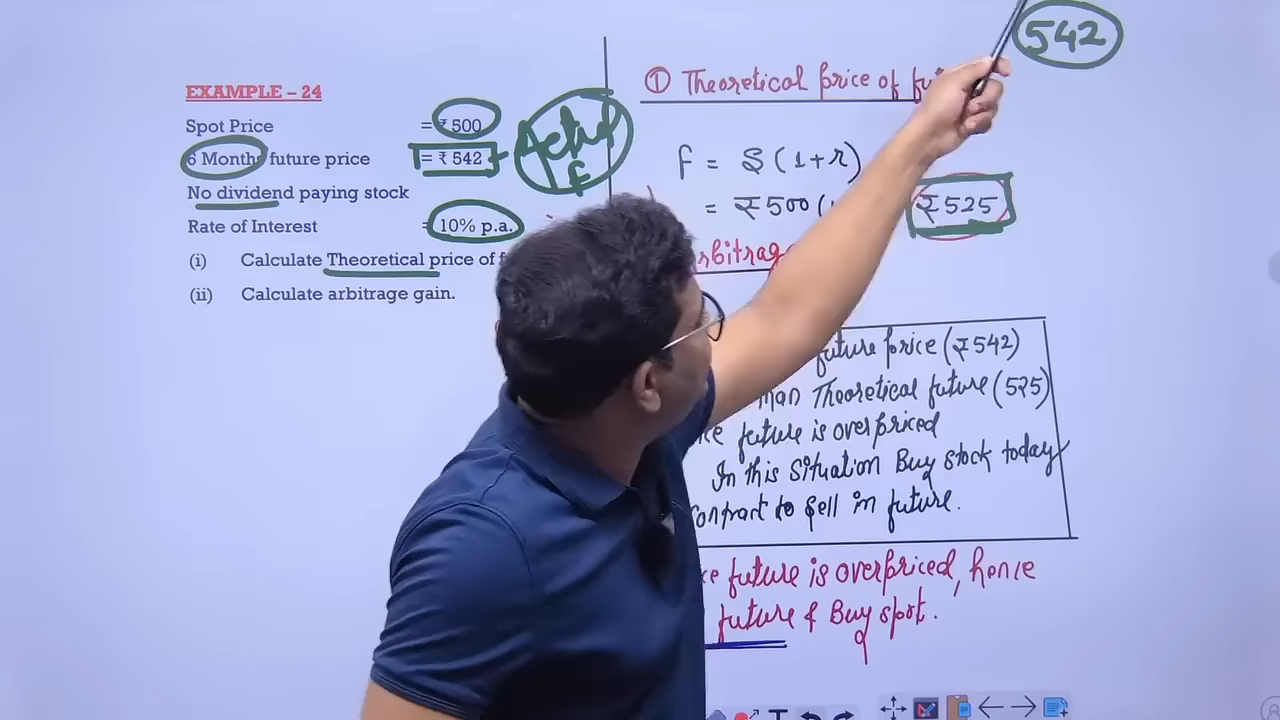 EXAMPLE – 24
Spot Price = ₹ 500
6 Months future price = ₹ 542
Actual
F
No dividend paying stock
Rate of Interest = 10% p.a.
(i) Calculate Theoretical price of
(ii) Calculate arbitrage gain.
542
① Theoretical price of fu
F = S (1+r)
= ₹500 ( ₹525
rbitrag
future price (₹542)
Theoretical future (525)
future is overpriced
In this situation Buy stock today
contract to sell in future.
future is overpriced, hence
future & Buy spot.